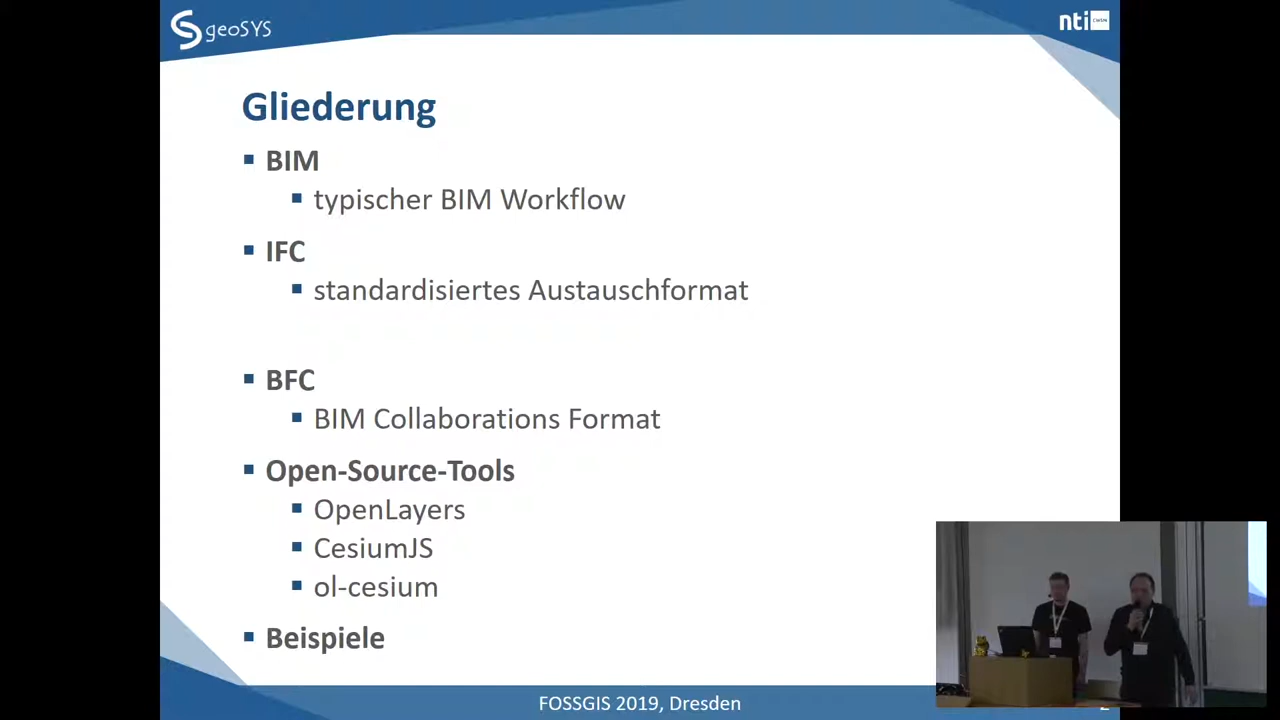 geoSYS
nti
Gliederung
BIM
typischer BIM Workflow
IFC
standardisiertes Austauschformat
BFC
BIM Collaborations Format
Open-Source-Tools
OpenLayers
CesiumJS
ol-cesium
Beispiele
FOSSGIS 2019, Dresden